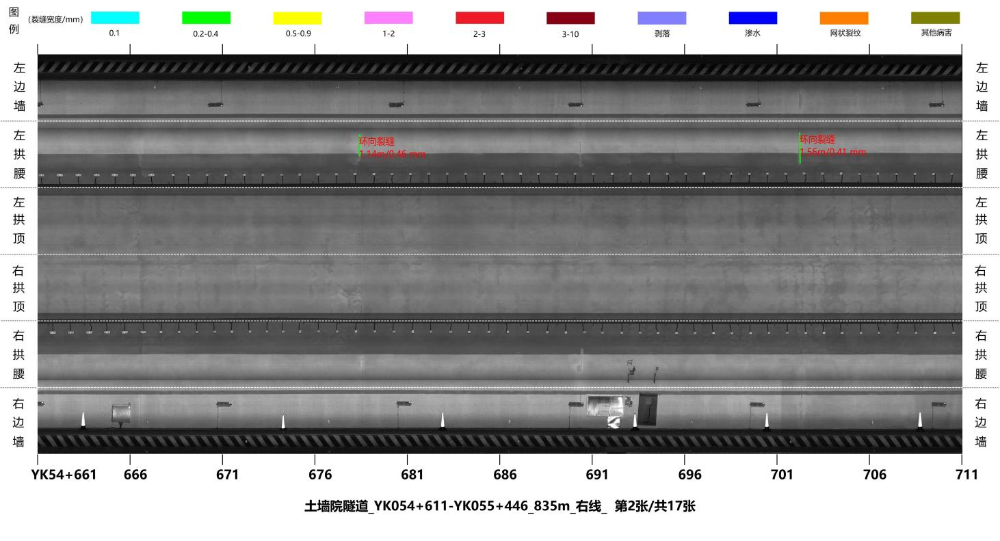 图例 (裂缝宽度/mm)
0.1 0.2-0.4 0.5-0.9 1-2 2-3 3-10 剥落 渗水 网状裂纹 其他病害
左边墙 左边墙
左拱腰 左拱腰
环向裂缝
1.14m/0.46 mm
环向裂缝
1.56m/0.41 mm
左拱顶 左拱顶
右拱顶 右拱顶
右拱腰 右拱腰
右边墙 右边墙
YK54+661 666 671 676 681 686 691 696 701 706 711
土墙院隧道_YK054+611-YK055+446_835m_右线_ 第2张/共17张